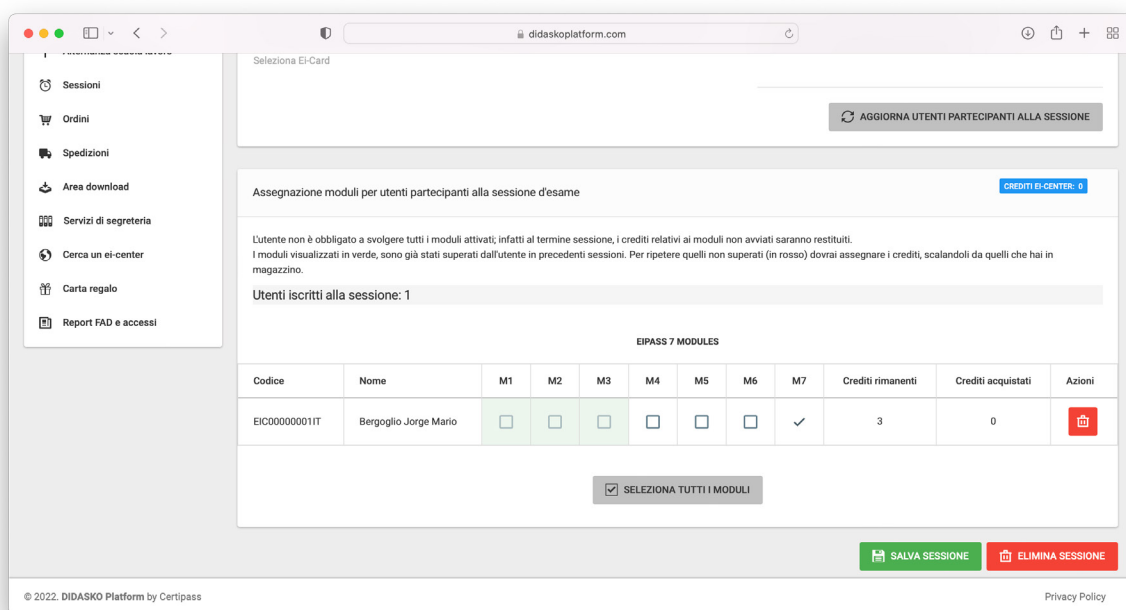 didaskoplatform.com
Seleziona Ei-Card
Sessioni
AGGIORNA UTENTI PARTECIPANTI ALLA SESSIONE
Ordini
Spedizioni
Area download
Servizi di segreteria
Cerca un ei-center
Carta regalo
Report FAD e accessi
Assegnazione moduli per utenti partecipanti alla sessione d'esame
CREDITI EI-CENTER: 0
L'utente non è obbligato a svolgere tutti i moduli attivati; infatti al termine sessione, i crediti relativi ai moduli non avviati saranno restituiti.
I moduli visualizzati in verde, sono già stati superati dall'utente in precedenti sessioni. Per ripetere quelli non superati (in rosso) dovrai assegnare i crediti, scalandoli da quelli che hai in
magazzino.
Utenti iscritti alla sessione: 1
EIPASS 7 MODULES
Codice Nome M1 M2 M3 M4 M5 M6 M7 Crediti rimanenti Crediti acquistati Azioni
EIC00000001IT Bergoglio Jorge Mario 3 0
SELEZIONA TUTTI I MODULI
SALVA SESSIONE ELIMINA SESSIONE
© 2022. DIDASKO Platform by Certipass Privacy Policy